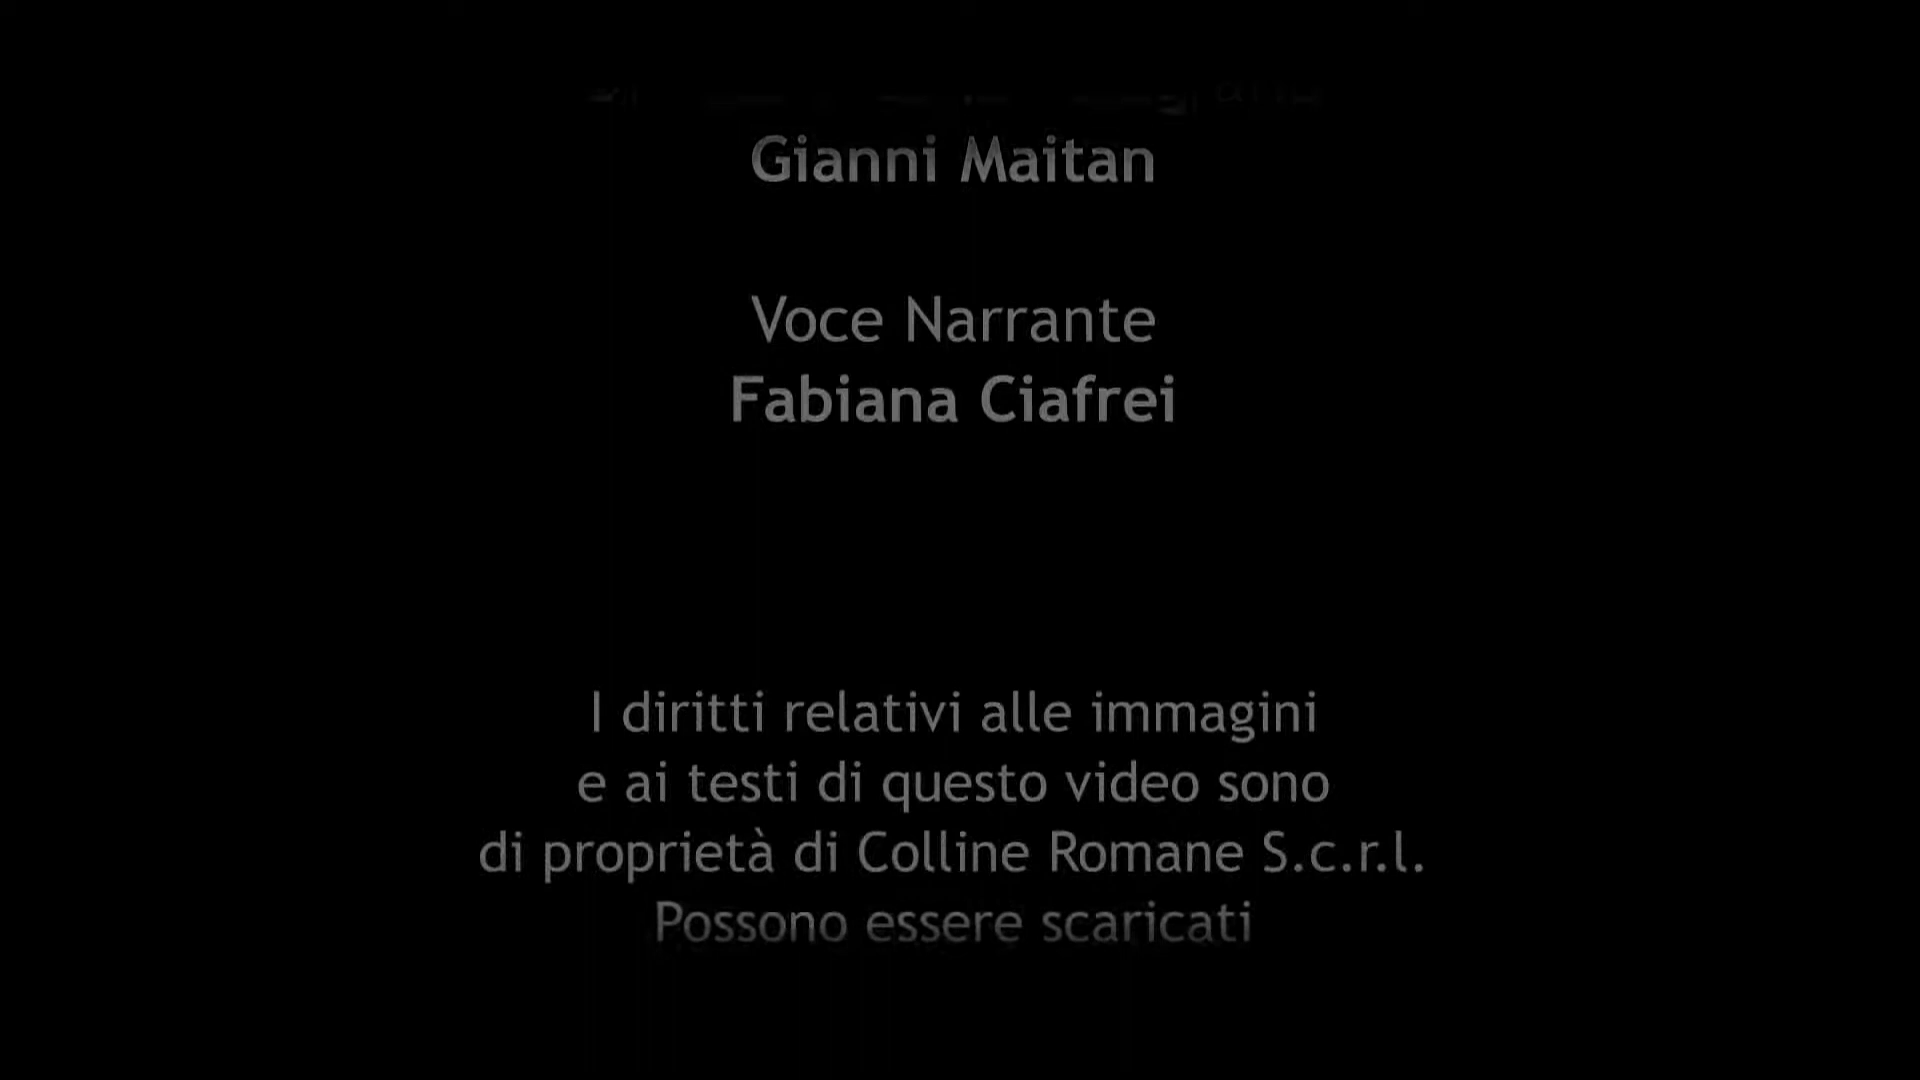 Gianni Maitan
Voce Narrante
Fabiana Ciafrei
I diritti relativi alle immagini
e ai testi di questo video sono
di proprietà di Colline Romane S.c.r.l.
Possono essere scaricati